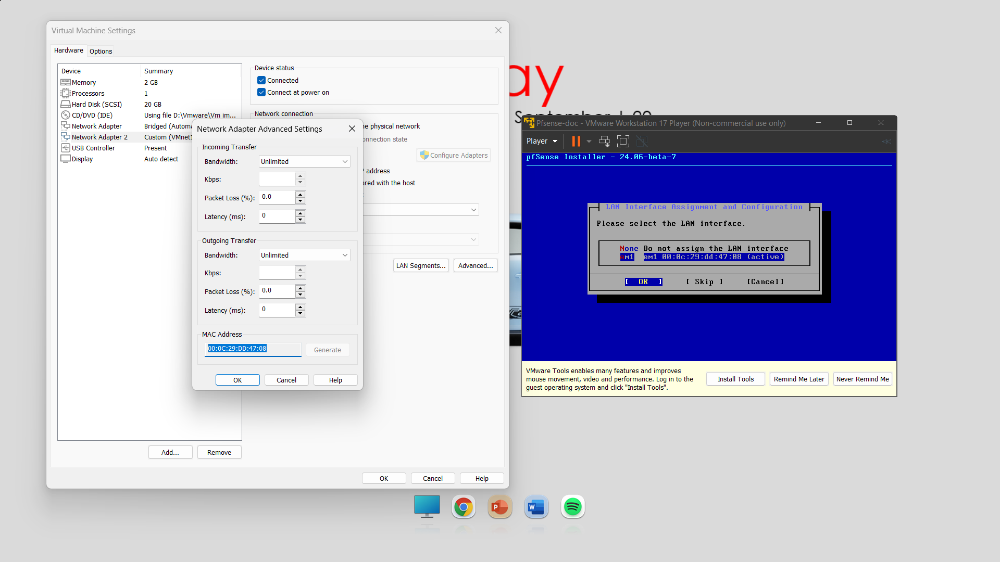 Virtual Machine Settings
Hardware
Options
Device Summary
Memory 2 GB
Processors 1
Hard Disk (SCSI) 20 GB
CD/DVD (IDE) Using file D:\Vmware\Vm im...
Network Adapter Bridged (Automa
Network Adapter 2 Custom (VMnet1
USB Controller Present
Display Auto detect
Add...
Remove
Device status
Connected
Connect at power on
Network connection
e physical network
onnection state
Configure Adapters
address
ared with the host
LAN Segments...
Advanced...
OK
Cancel
Help
Network Adapter Advanced Settings
Incoming Transfer
Bandwidth: Unlimited
Kbps:
Packet Loss (%): 0.0
Latency (ms): 0
Outgoing Transfer
Bandwidth: Unlimited
Kbps:
Packet Loss (%): 0.0
Latency (ms): 0
MAC Address
00:0C:29:DD:47:08
Generate
OK
Cancel
Help
ay
Pfsense-doc - VMware Workstation 17 Player (Non-commercial use only)
Player
pfSense Installer - 24.06-beta-7
LAN Interface Assignment and Configuration
Please select the LAN interface.
None Do not assign the LAN interface
em1 em1 00:0c:29:dd:47:08 (active)
[ OK ] [ Skip ] [Cancel]
VMware Tools enables many features and improves
mouse movement, video and performance. Log in to the
guest operating system and click "Install Tools".
Install Tools
Remind Me Later
Never Remind Me
P
W